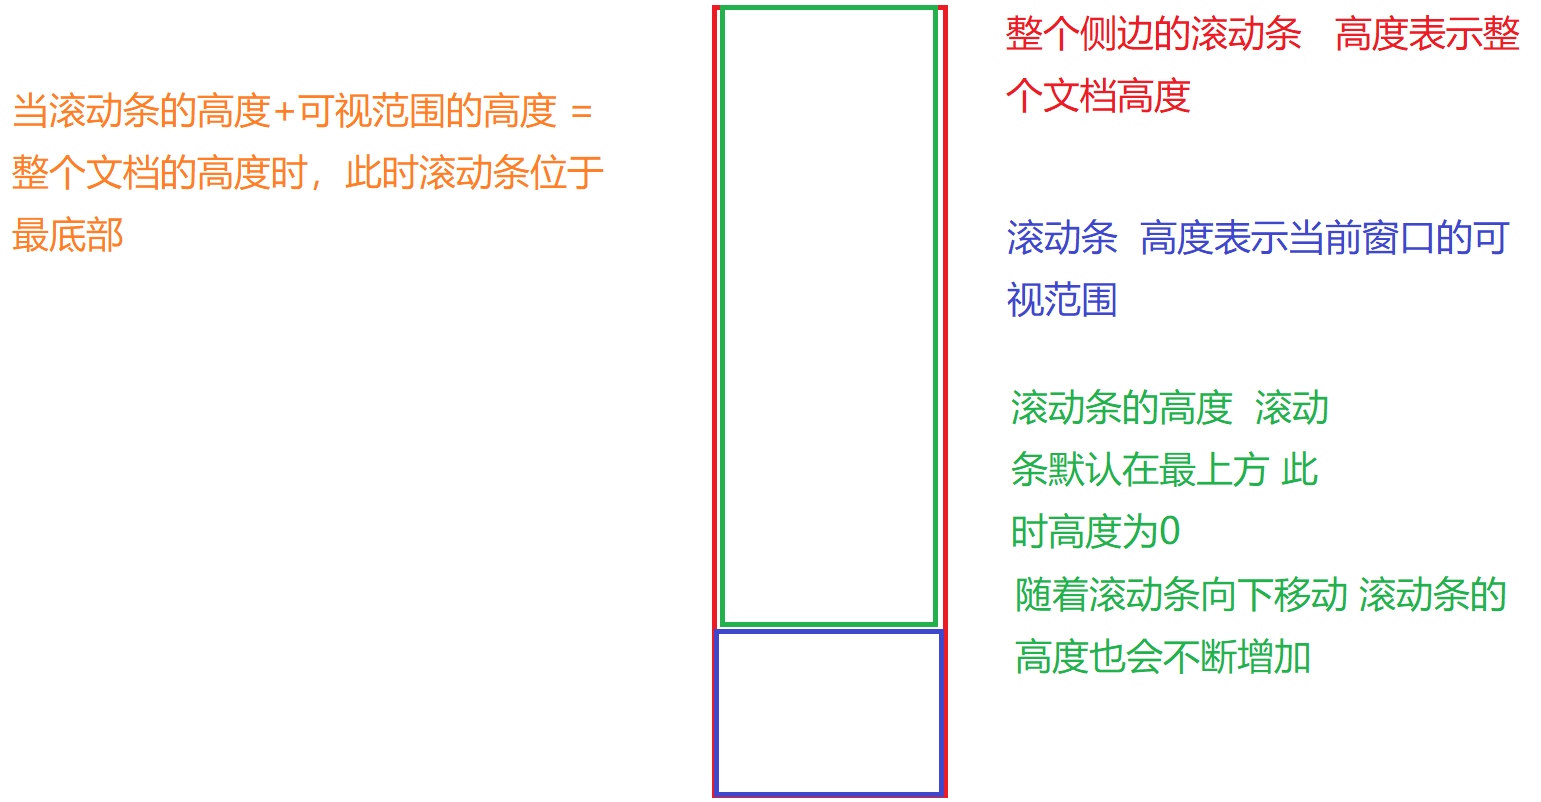 当滚动条的高度+可视范围的高度 =
整个文档的高度时，此时滚动条位于
最底部
整个侧边的滚动条 高度表示整
个文档高度
滚动条 高度表示当前窗口的可
视范围
滚动条的高度 滚动
条默认在最上方 此
时高度为0
随着滚动条向下移动 滚动条的
高度也会不断增加